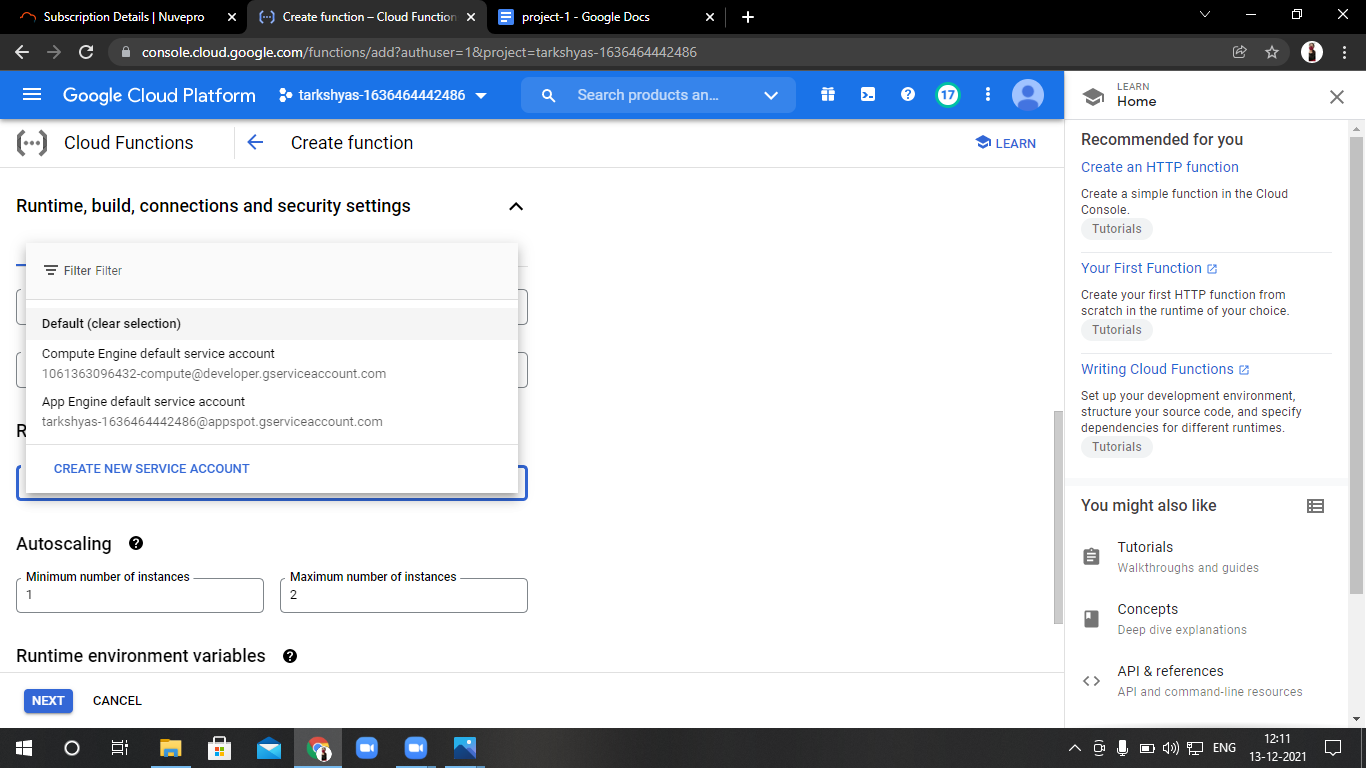 Subscription Details | Nuvepro
Create function – Cloud Function
project-1 - Google Docs
console.cloud.google.com/functions/add?authuser=1&project=tarkshyas-1636464442486
Google Cloud Platform
tarkshyas-1636464442486
Search products an...
17
LEARN
Home
Cloud Functions
Create function
LEARN
Runtime, build, connections and security settings
Filter Filter
Default (clear selection)
Compute Engine default service account
1061363096432-compute@developer.gserviceaccount.com
App Engine default service account
tarkshyas-1636464442486@appspot.gserviceaccount.com
R
CREATE NEW SERVICE ACCOUNT
Autoscaling
Minimum number of instances
1
Maximum number of instances
2
Runtime environment variables
NEXT
CANCEL
Recommended for you
Create an HTTP function
Create a simple function in the Cloud
Console.
Tutorials
Your First Function
Create your first HTTP function from
scratch in the runtime of your choice.
Tutorials
Writing Cloud Functions
Set up your development environment,
structure your source code, and specify
dependencies for different runtimes.
Tutorials
You might also like
Tutorials
Walkthroughs and guides
Concepts
Deep dive explanations
API & references
API and command-line resources
ENG
12:11
13-12-2021